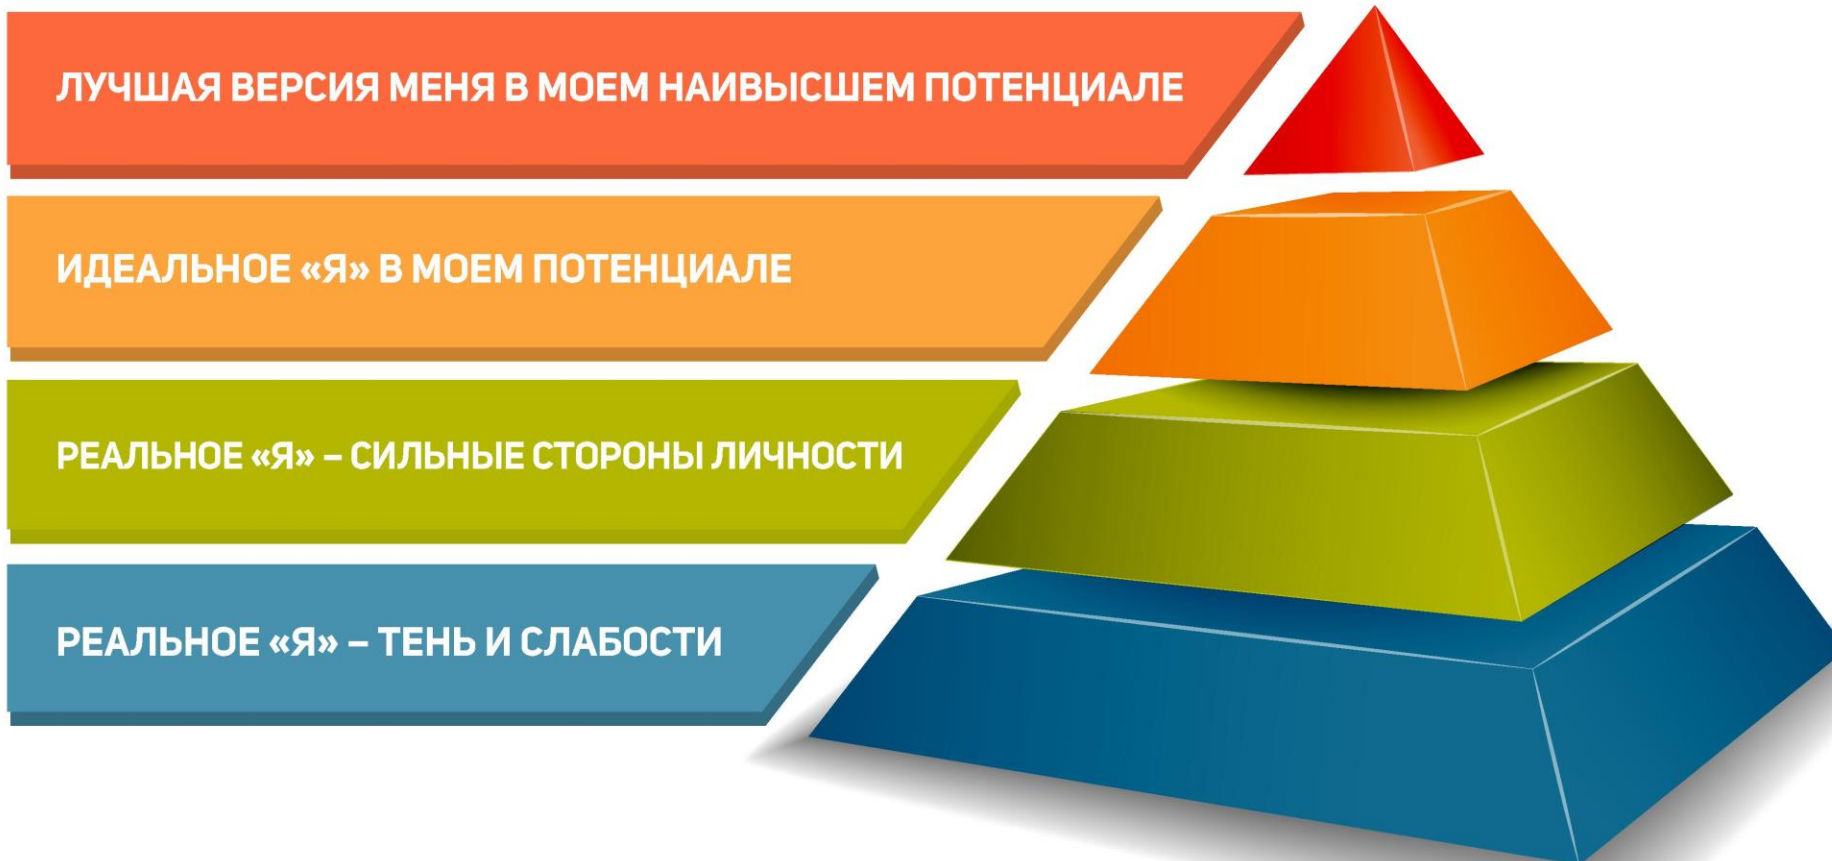 ЛУЧШАЯ ВЕРСИЯ МЕНЯ В МОЕМ НАИВЫСШЕМ ПОТЕНЦИАЛЕ
ИДЕАЛЬНОЕ «Я» В МОЕМ ПОТЕНЦИАЛЕ
РЕАЛЬНОЕ «Я» – СИЛЬНЫЕ СТОРОНЫ ЛИЧНОСТИ
РЕАЛЬНОЕ «Я» – ТЕНЬ И СЛАБОСТИ